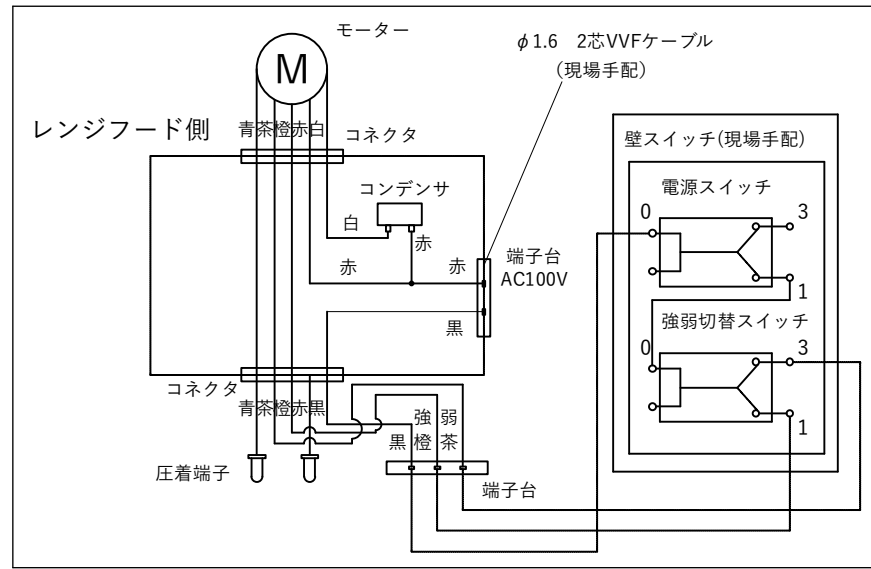 モーター
φ1.6 2芯VVFケーブル
(現場手配)
M
レンジフード側
青茶橙赤白
コネクタ
壁スイッチ(現場手配)
コンデンサ
電源スイッチ
0
3
白
赤
赤
赤
端子台
AC100V
1
黒
強弱切替スイッチ
0
3
コネクタ
青茶橙赤黒
強
弱
黒
橙
茶
1
圧着端子
端子台